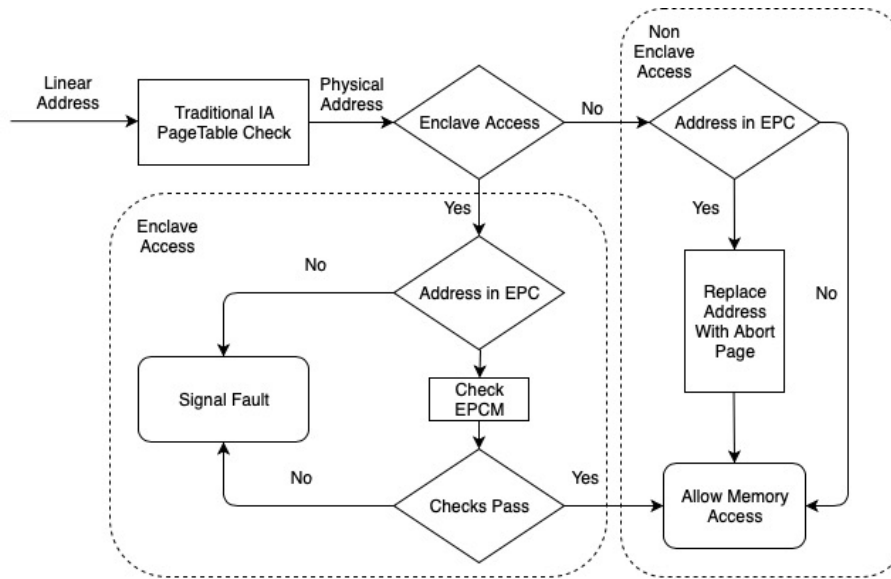 Linear
Address
Traditional IA
PageTable Check
Physical
Address
Enclave Access
No
Non
Enclave
Access
Address in EPC
Yes
No
Replace
Address
With Abort
Page
Allow Memory
Access
Yes
Enclave
Access
No
Address in EPC
Check
EPCM
Signal Fault
No
Checks Pass
Yes